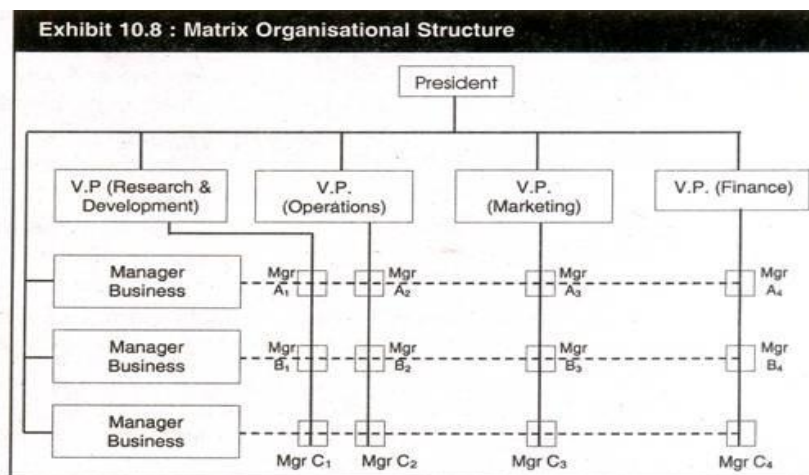 Exhibit 10.8 : Matrix Organisational Structure
President
V.P (Research &
Development)
V.P.
(Operations)
V.P.
(Marketing)
V.P. (Finance)
Manager
Business
Mgr
A₁
Mgr
A₂
Mgr
A₃
Mgr
A₄
Manager
Business
Mgr
B₁
Mgr
B₂
Mgr
B₃
Mgr
B₄
Manager
Business
Mgr C₁
Mgr C₂
Mgr C₃
Mgr C₄